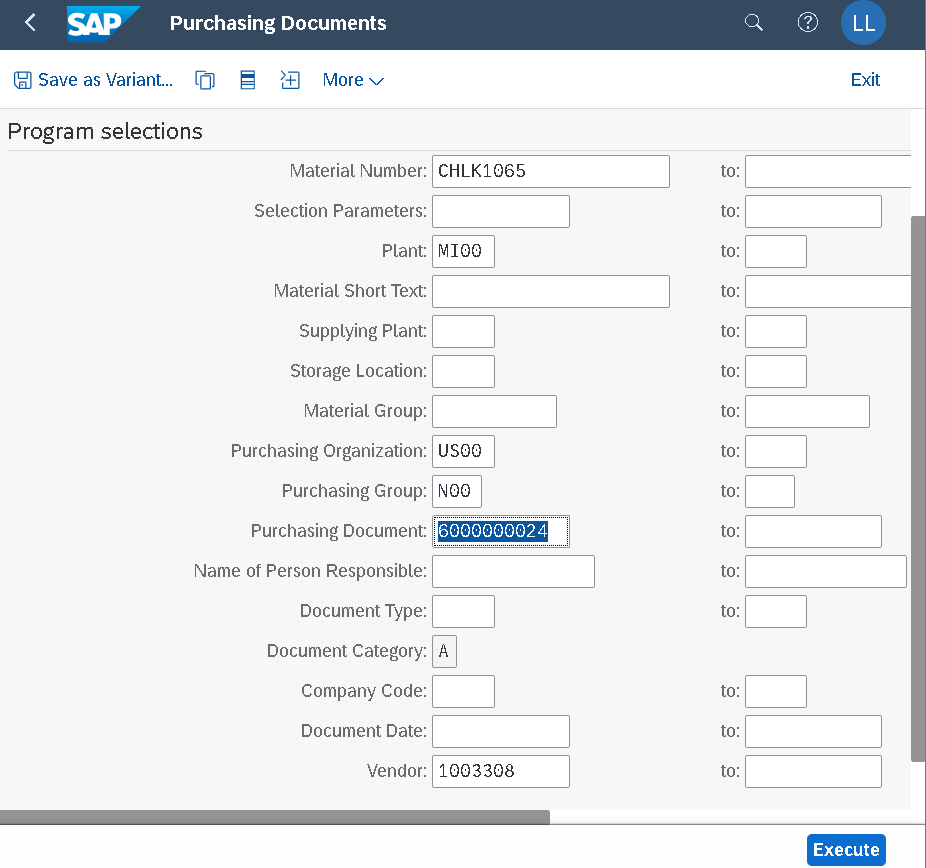 SAP Purchasing Documents LL
Save as Variant... More Exit
Program selections
Material Number: CHLK1065 to:
Selection Parameters: to:
Plant: MI00 to:
Material Short Text: to:
Supplying Plant: to:
Storage Location: to:
Material Group: to:
Purchasing Organization: US00 to:
Purchasing Group: N00 to:
Purchasing Document: 6000000024 to:
Name of Person Responsible: to:
Document Type: to:
Document Category: A
Company Code: to:
Document Date: to:
Vendor: 1003308 to:
Execute